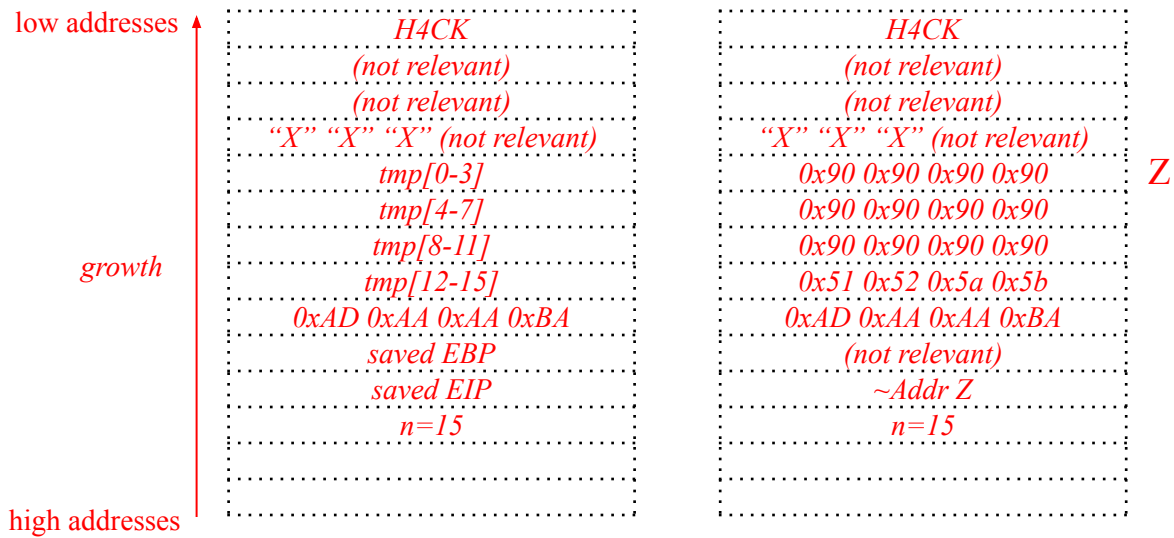 low addresses
H4CK
H4CK
(not relevant)
(not relevant)
(not relevant)
(not relevant)
“X” “X” “X” (not relevant)
“X” “X” “X” (not relevant)
tmp[0-3]
0x90 0x90 0x90 0x90
Z
tmp[4-7]
0x90 0x90 0x90 0x90
growth
tmp[8-11]
0x90 0x90 0x90 0x90
tmp[12-15]
0x51 0x52 0x5a 0x5b
0xAD 0xAA 0xAA 0xBA
0xAD 0xAA 0xAA 0xBA
saved EBP
(not relevant)
saved EIP
~Addr Z
n=15
n=15
high addresses